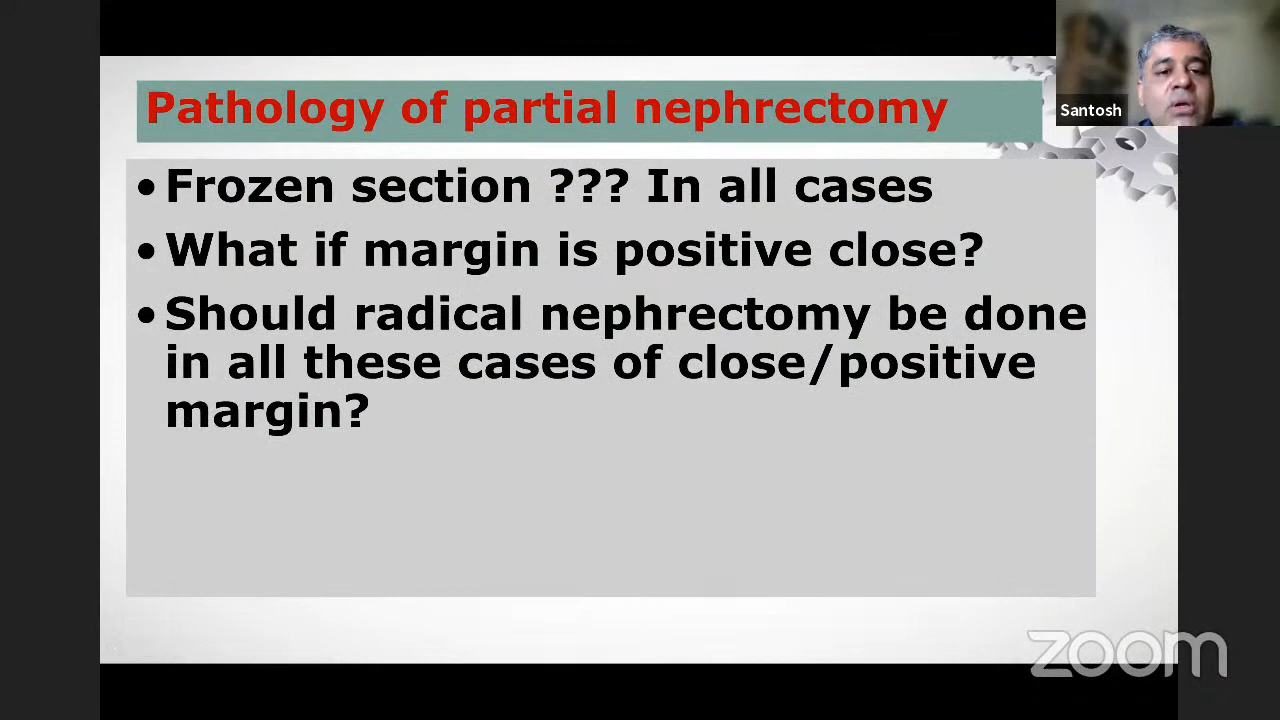 Pathology of partial nephrectomy
Santosh
• Frozen section ??? In all cases
• What if margin is positive close?
• Should radical nephrectomy be done
in all these cases of close/positive
margin?
zoom